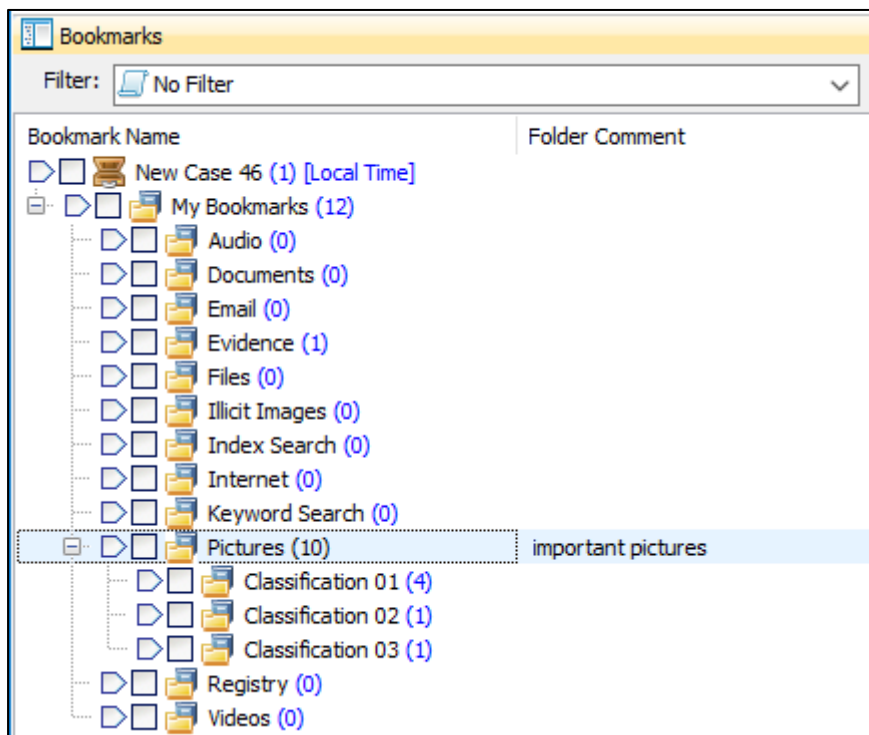 Bookmarks
Filter: No Filter
Bookmark Name Folder Comment
New Case 46 (1) [Local Time]
My Bookmarks (12)
Audio (0)
Documents (0)
Email (0)
Evidence (1)
Files (0)
Illicit Images (0)
Index Search (0)
Internet (0)
Keyword Search (0)
Pictures (10) important pictures
Classification 01 (4)
Classification 02 (1)
Classification 03 (1)
Registry (0)
Videos (0)